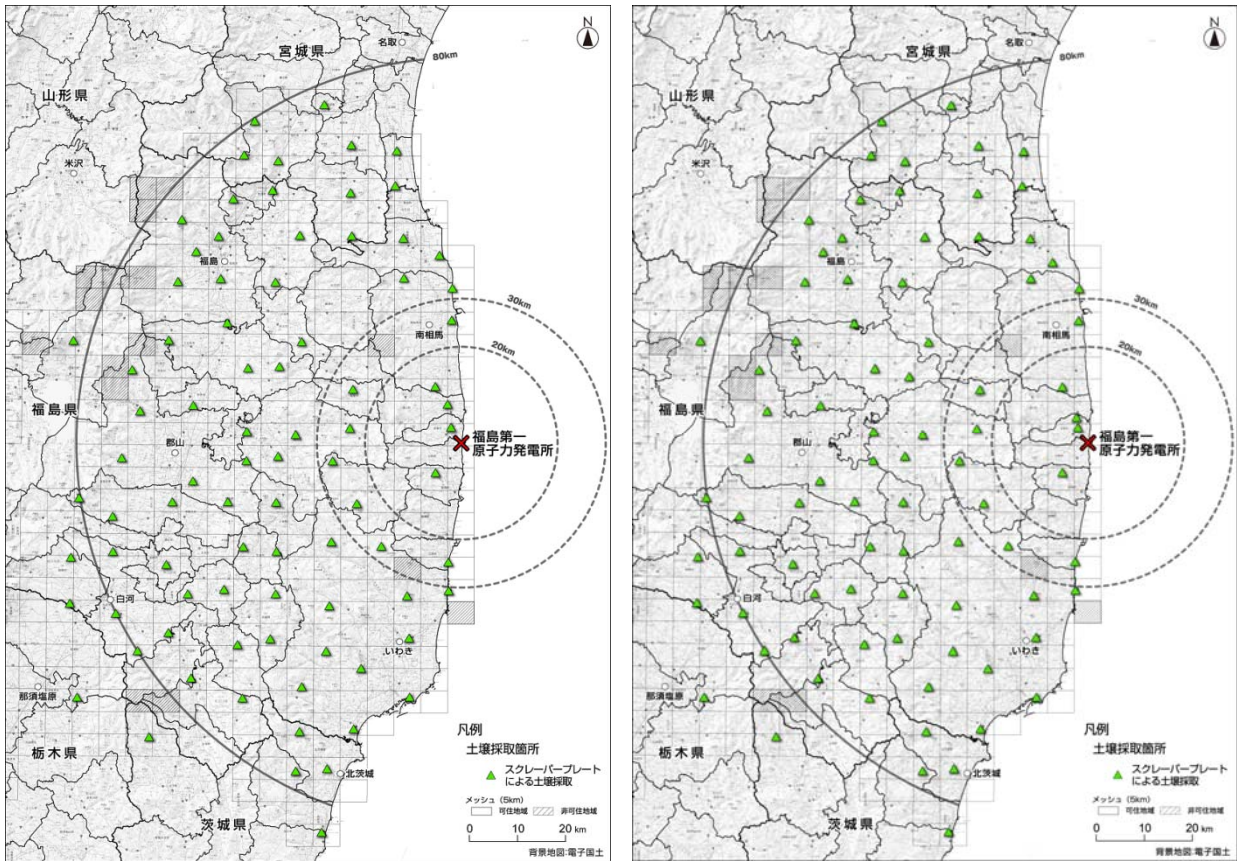 N
宮城県
名取
80km
山形県
米沢
福島
30km
南相馬
20km
福島県
郡山
福島第一
原子力発電所
白河
いわき
那須塩原
凡例
土壌採取箇所
栃木県
スクレーパープレート
による土壌採取
北茨城
メッシュ(5km)
可住地域
非可住地域
茨城県
0 10 20 km
背景地図:電子国土
N
宮城県
名取
80km
山形県
米沢
福島
30km
南相馬
20km
福島県
郡山
福島第一
原子力発電所
白河
いわき
那須塩原
凡例
土壌採取箇所
栃木県
スクレーパープレート
による土壌採取
北茨城
メッシュ(5km)
可住地域
非可住地域
茨城県
0 10 20 km
背景地図:電子国土